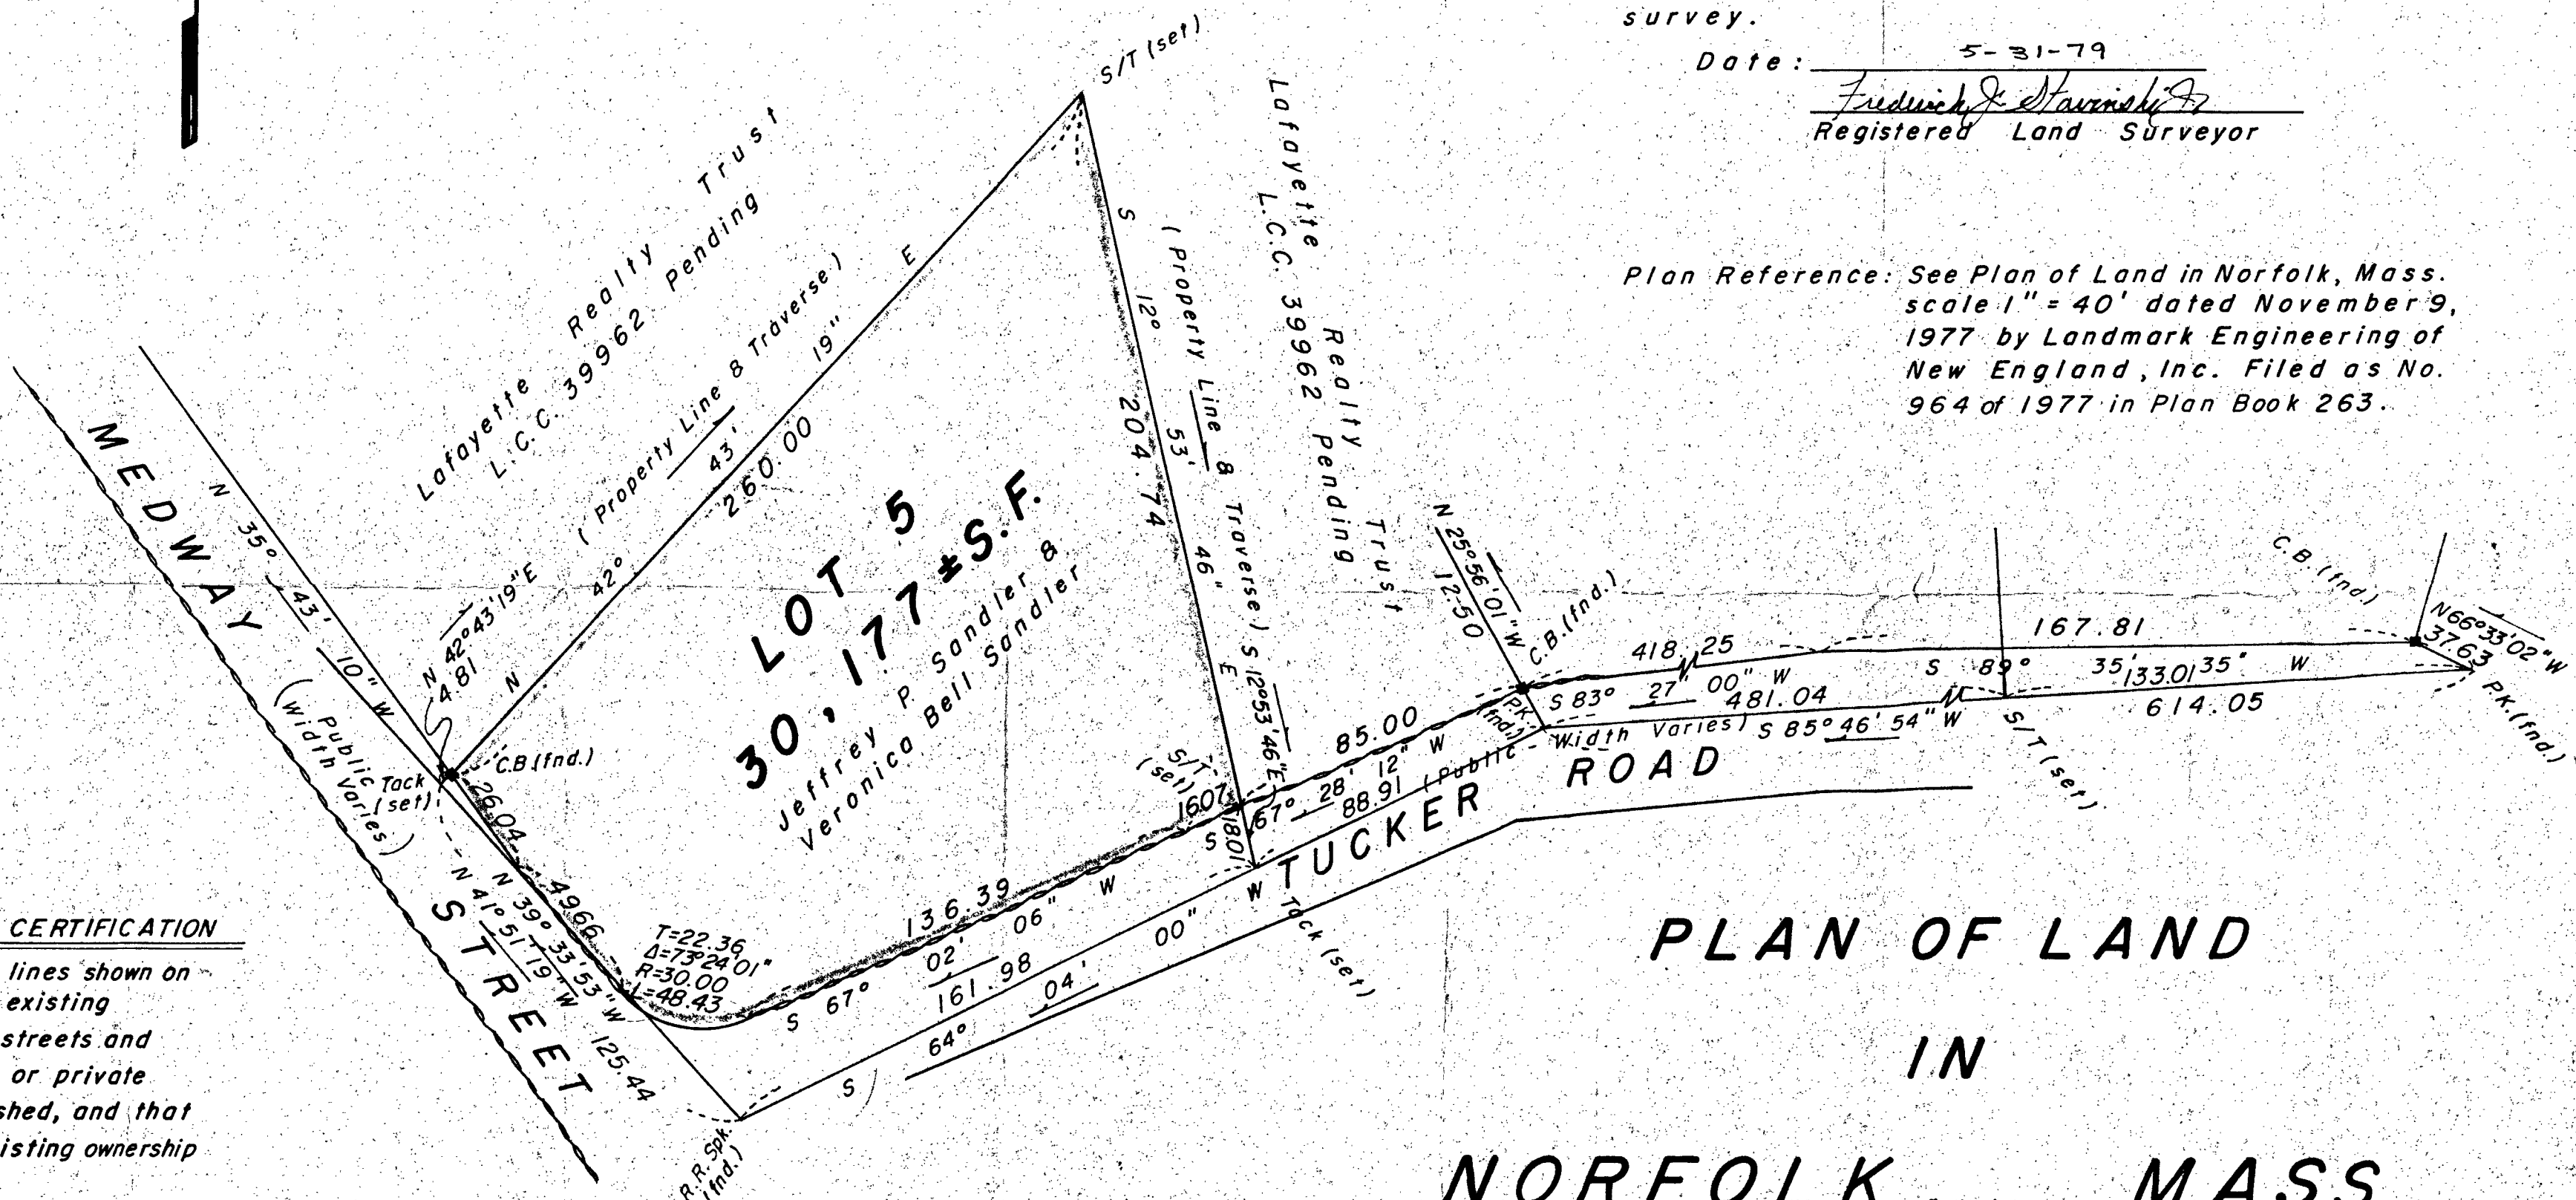 survey.
Date: 5-31-79
Registered Land Surveyor
Plan Reference: See Plan of Land in Norfolk, Mass.
scale 1" = 40' dated November 9,
1977 by Landmark Engineering of
New England, Inc. Filed as No.
964 of 1977 in Plan Book 263.
S/T (set)
Lafayette Realty Trust
L.C.C. 39962 Pending
(Property Line & Traverse)
N 42° 43' 19" E
260.00
Lafayette Realty Trust
L.C.C. 39962 Pending
(Property Line & Traverse)
S 12° 53' 46" E
204.74
LOT 5
30,177±S.F.
Jeffrey P. Sandler &
Veronica Bell Sandler
MEDWAY STREET
(Public
Width Varies)
N 35° 43' 10" W
N 42°43'19"E
4.81
C.B.(fnd.)
Tack
(set)
26.04
49.66
N 39° 33' 53" W
N 41° 51' 19" W
125.44
T=22.36
Δ=73°24'01"
R=30.00
L=48.43
136.39
S 67° 02' 06" W
161.98
S 64° 04' 00" W
R.R. Spk.
(fnd.)
S/T
(set)
16.07
18.01
S 12°53'46"E
85.00
S 67° 28' 12" W
88.91
Tack (set)
N 25°56'01"W
12.50
C.B.(fnd.)
P.K.
(fnd.)
418.25
S 83° 27' 00" W
481.04
(Public Width Varies)
S 85° 46' 54" W
TUCKER ROAD
S/T (set)
167.81
S 89° 35' 35" W
133.01
614.05
C.B. (fnd)
N66°33'02"W
37.63
P.K.(fnd)
CERTIFICATION
lines shown on
existing
streets and
or private
shed, and that
isting ownership
PLAN OF LAND
IN
NORFOLK, MASS